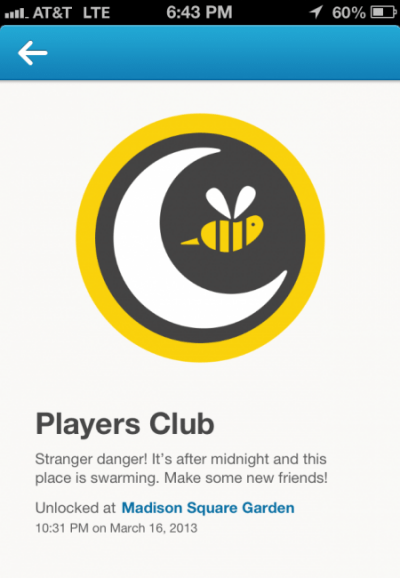 AT&T LTE 6:43 PM 60%
Players Club
Stranger danger! It's after midnight and this
place is swarming. Make some new friends!
Unlocked at Madison Square Garden
10:31 PM on March 16, 2013